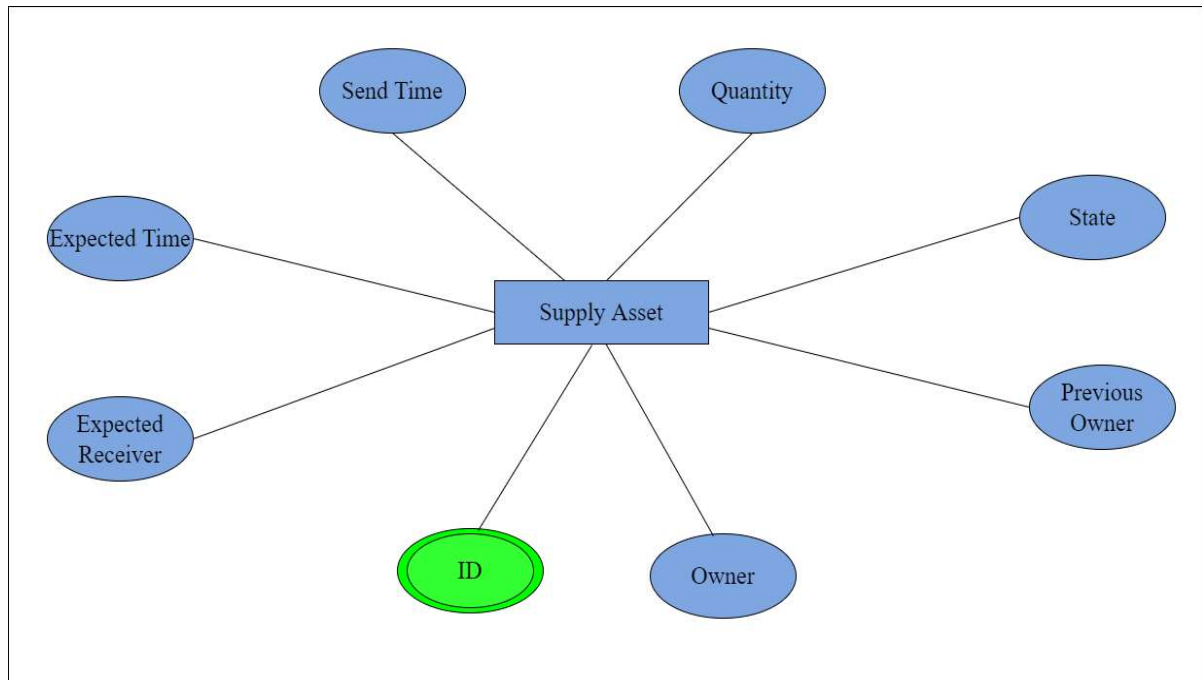 Send Time
Quantity
Expected Time
State
Supply Asset
Expected
Receiver
Previous
Owner
ID
Owner